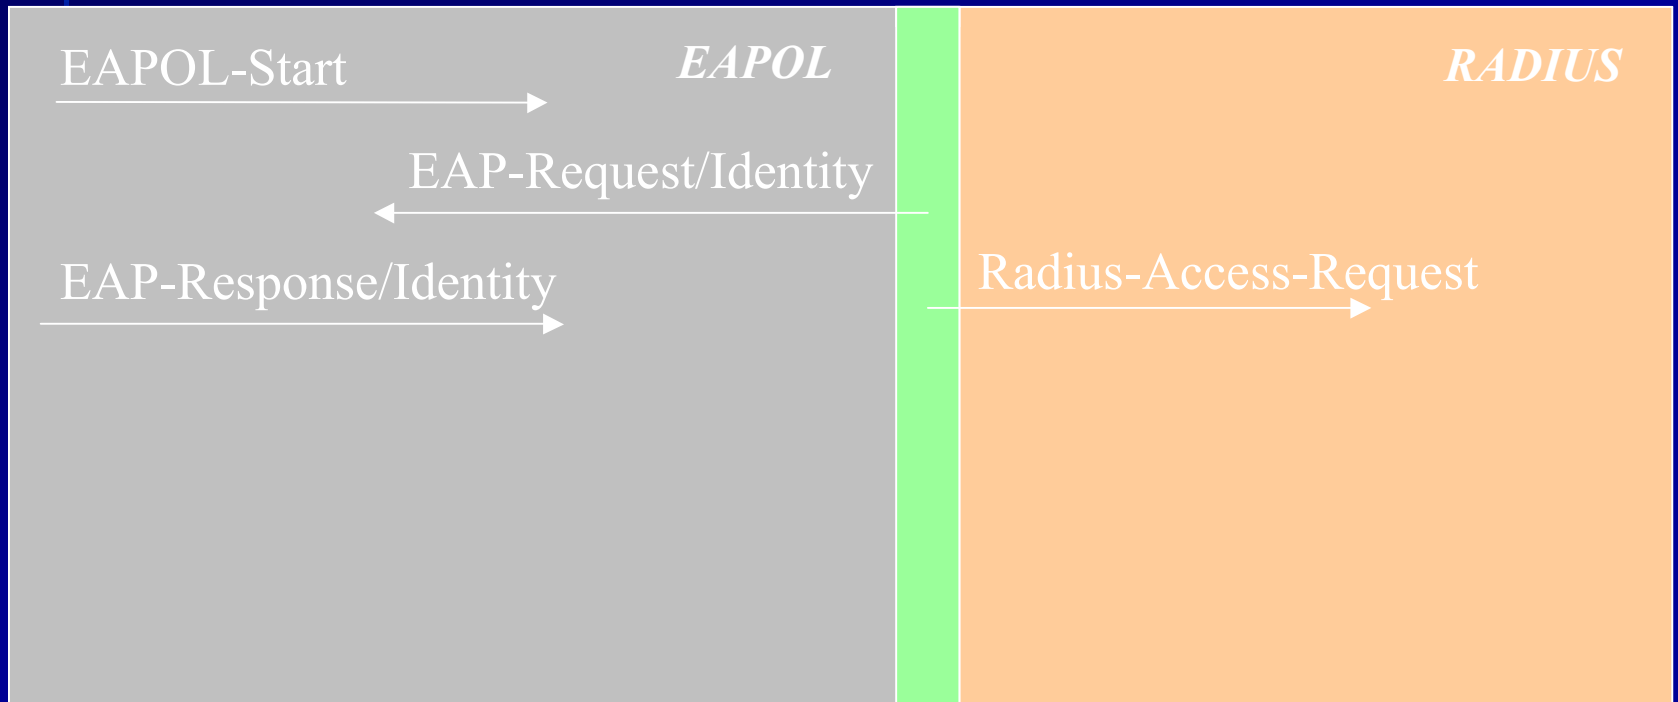 EAPOL-Start
EAPOL
RADIUS
EAP-Request/Identity
EAP-Response/Identity
Radius-Access-Request